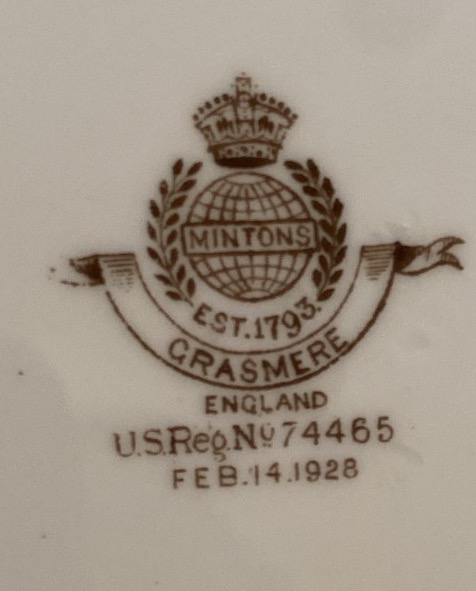 MINTONS
EST.1793.
GRASMERE
ENGLAND
U.S.Reg.No 74465
FEB.14.1928